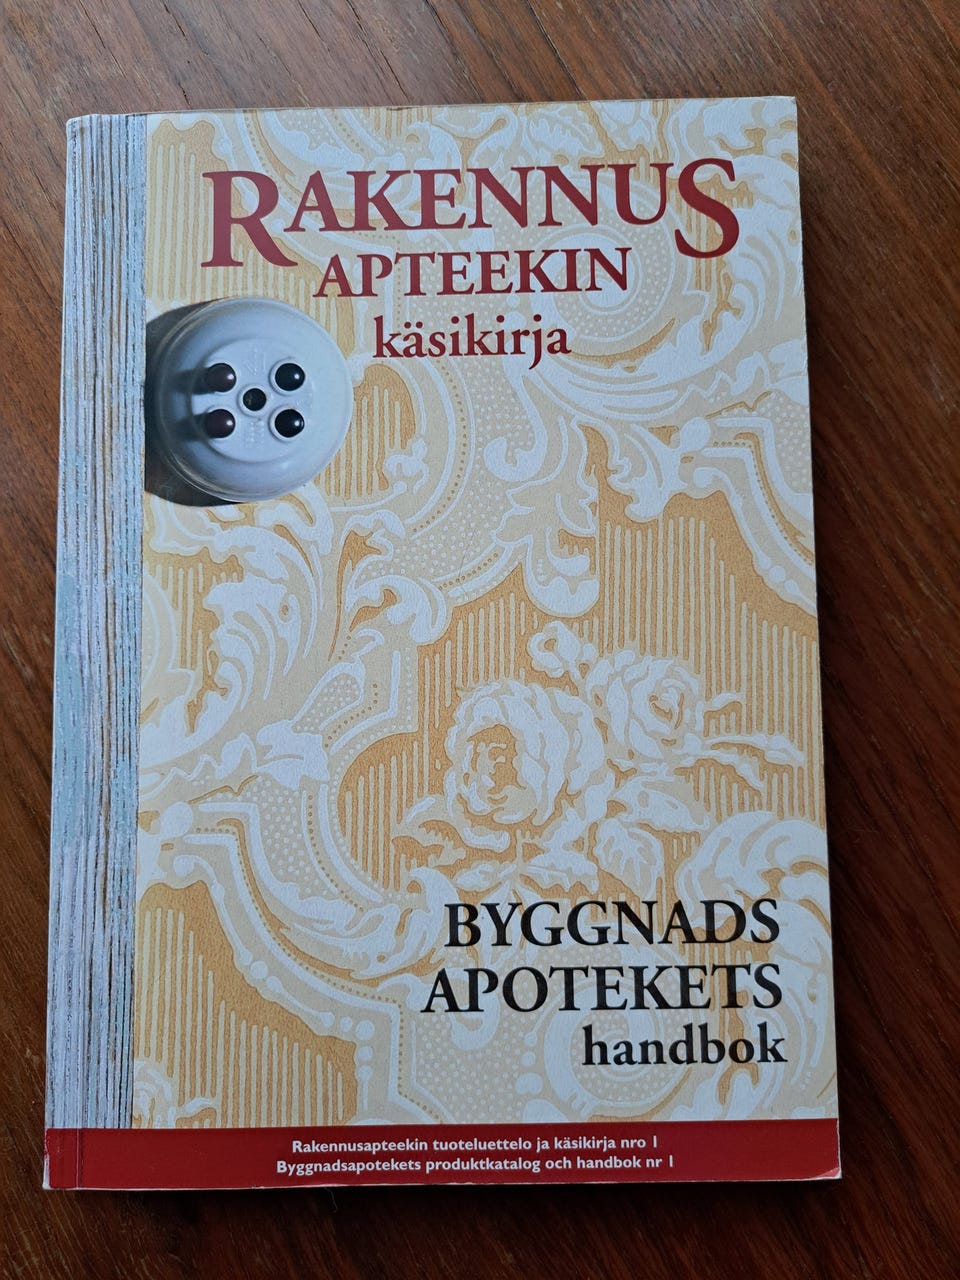 RAKENNUS
APTEEKIN
käsikirja
BYGGNADS
APOTEKETS
handbok
Rakennusapteekin tuoteluettelo ja käsikirja nro 1
Byggnadsapotekets produktkatalog och handbok nr 1